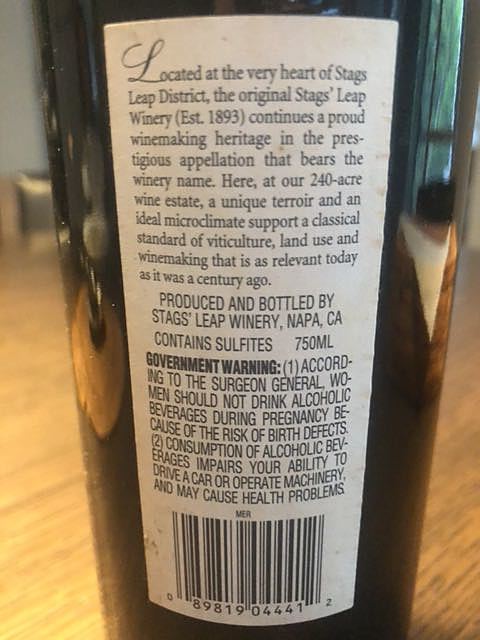 Located at the very heart of Stags
Leap District, the original Stags' Leap
Winery (Est. 1893) continues a proud
winemaking heritage in the pres-
tigious appellation that bears the
winery name. Here, at our 240-acre
wine estate, a unique terroir and an
ideal microclimate support a classical
standard of viticulture, land use and
winemaking that is as relevant today
as it was a century ago.
PRODUCED AND BOTTLED BY
STAGS' LEAP WINERY, NAPA, CA
CONTAINS SULFITES 750ML
GOVERNMENT WARNING: (1) ACCORD-
ING TO THE SURGEON GENERAL, WO-
MEN SHOULD NOT DRINK ALCOHOLIC
BEVERAGES DURING PREGNANCY BE-
CAUSE OF THE RISK OF BIRTH DEFECTS.
(2) CONSUMPTION OF ALCOHOLIC BEV-
ERAGES IMPAIRS YOUR ABILITY TO
DRIVE A CAR OR OPERATE MACHINERY,
AND MAY CAUSE HEALTH PROBLEMS.
MER
0 89819 04441 2